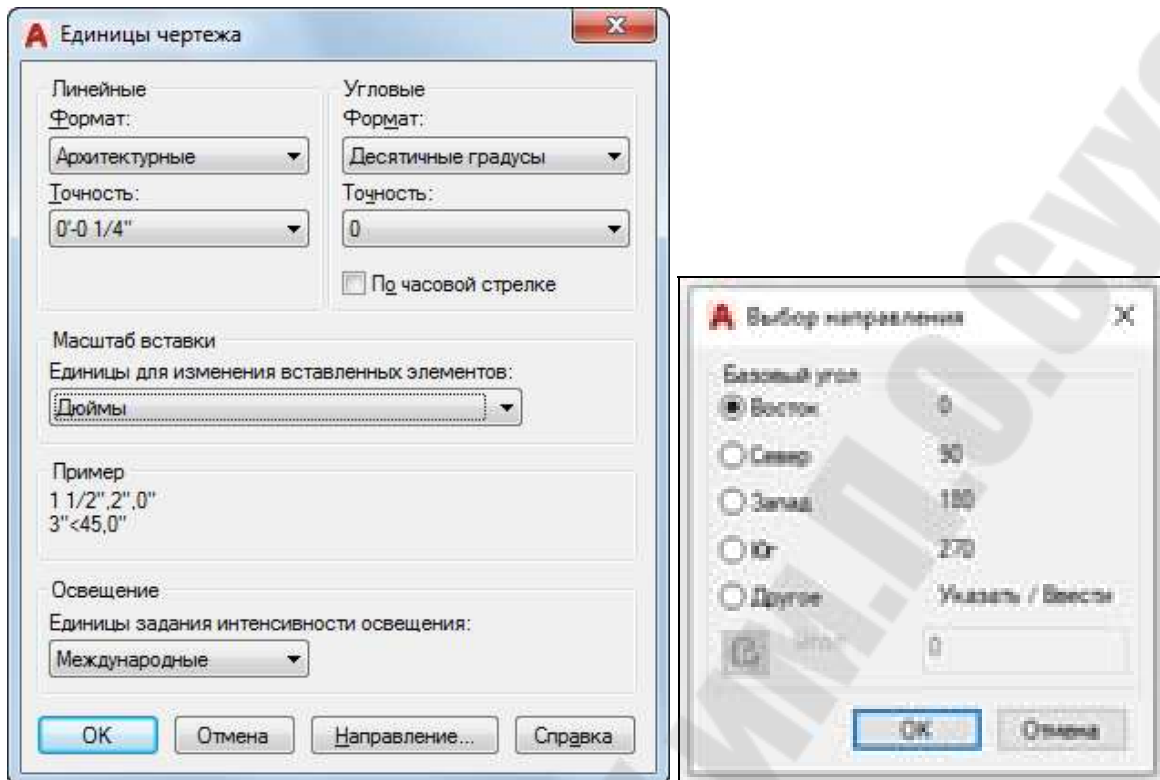 Единицы чертежа
Линейные
Формат:
Архитектурные
Точность:
0'-0 1/4"
Угловые
Формат:
Десятичные градусы
Точность:
0
По часовой стрелке
Масштаб вставки
Единицы для изменения вставленных элементов:
Дюймы
Пример
1 1/2",2",0"
3"<45,0"
Освещение
Единицы задания интенсивности освещения:
Международные
ОК
Отмена
Направление...
Справка
Выбор направления
Базовый угол
Восток 0
Север 90
Запад 180
Юг 270
Другое Указать / Ввести
0
ОК
Отмена